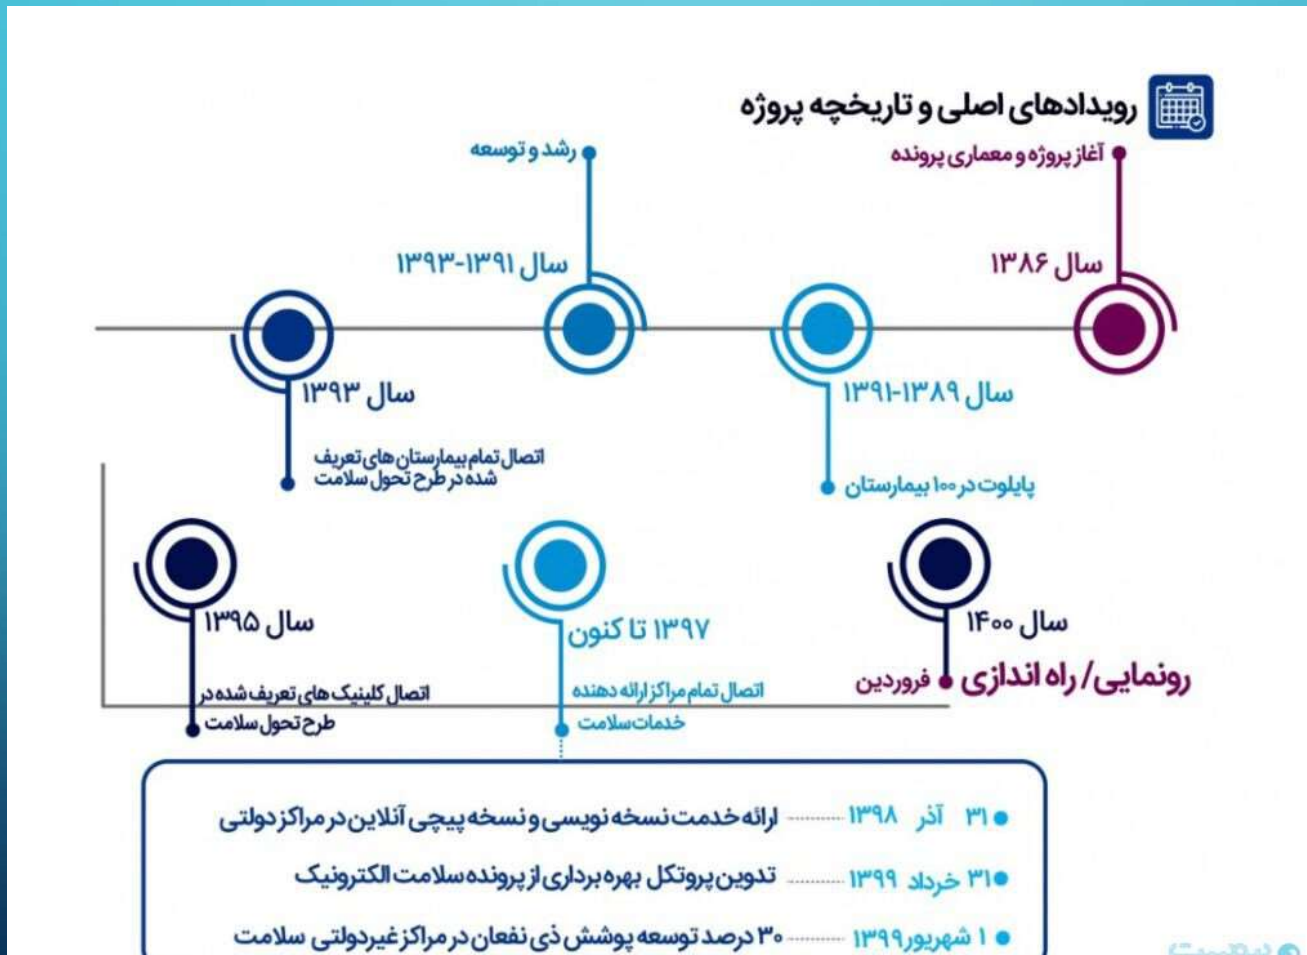 رویدادهای اصلی و تاریخچه پروژه
آغاز پروژه و معماری پرونده
سال ۱۳۸۶
سال ۱۳۸۹-۱۳۹۱
پایلوت در ۱۰۰ بیمارستان
رشد و توسعه
سال ۱۳۹۱-۱۳۹۳
سال ۱۳۹۳
اتصال تمام بیمارستان های تعریف
شده در طرح تحول سلامت
سال ۱۳۹۵
اتصال کلینیک های تعریف شده در
طرح تحول سلامت
۱۳۹۷ تا کنون
اتصال تمام مراکز ارائه دهنده
خدمات سلامت
سال ۱۴۰۰
رونمایی/ راه اندازی فروردین
۳۱ آذر ۱۳۹۸ ارائه خدمت نسخه نویسی و نسخه پیچی آنلاین در مراکز دولتی
۳۱ خرداد ۱۳۹۹ تدوین پروتکل بهره برداری از پرونده سلامت الکترونیک
۱ شهریور ۱۳۹۹ ۳۰ درصد توسعه پوشش ذی نفعان در مراکز غیردولتی سلامت